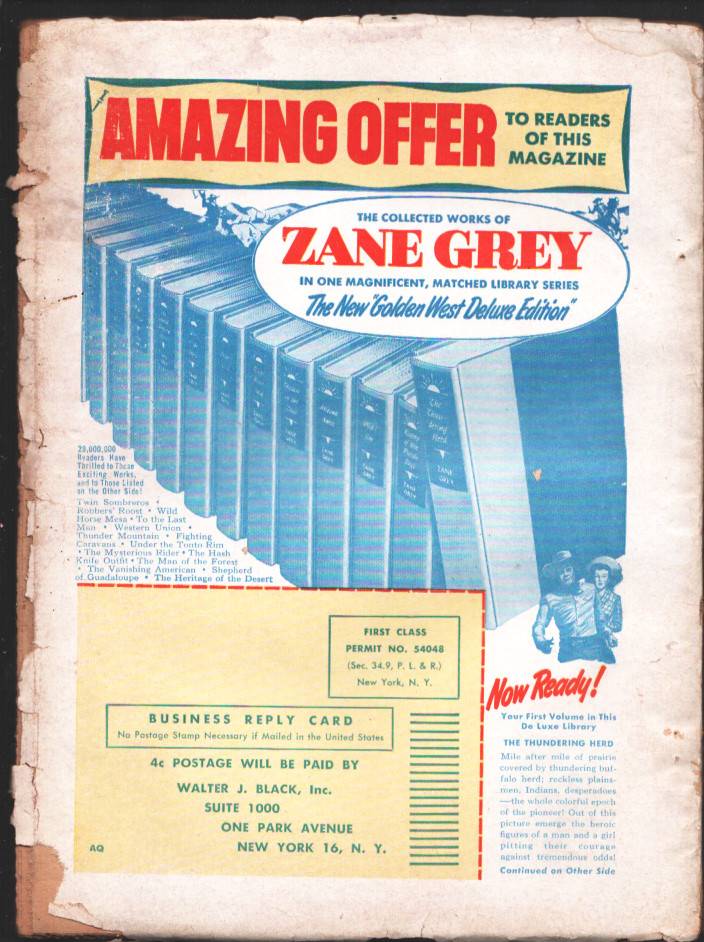 AMAZING OFFER
TO READERS
OF THIS
MAGAZINE
THE COLLECTED WORKS OF
ZANE GREY
IN ONE MAGNIFICENT, MATCHED LIBRARY SERIES
The New "Golden West Deluxe Edition"
The
Thun-
dering
Herd
ZANE
GREY
23,000,000
Readers Have
Thrilled to These
Exciting Works,
and to Those Listed
on the Other Side!
Twin Sombreros •
Robbers' Roost • Wild
Horse Mesa • To the Last
Man • Western Union •
Thunder Mountain • Fighting
Caravans • Under the Tonto Rim
• The Mysterious Rider • The Hash
Knife Outfit • The Man of the Forest
• The Vanishing American • Shepherd
of Guadaloupe • The Heritage of the Desert
FIRST CLASS
PERMIT NO. 54048
(Sec. 34.9, P. L. & R.)
New York, N. Y.
BUSINESS REPLY CARD
No Postage Stamp Necessary if Mailed in the United States
4c POSTAGE WILL BE PAID BY
WALTER J. BLACK, Inc.
SUITE 1000
ONE PARK AVENUE
NEW YORK 16, N. Y.
AQ
Now Ready!
Your First Volume in This
De Luxe Library
THE THUNDERING HERD
Mile after mile of prairie
covered by thundering buf-
falo herd; reckless plains-
men, Indians, desperadoes
—the whole colorful epoch
of the pioneer! Out of this
picture emerge the heroic
figures of a man and a girl
pitting their courage
against tremendous odds!
Continued on Other Side